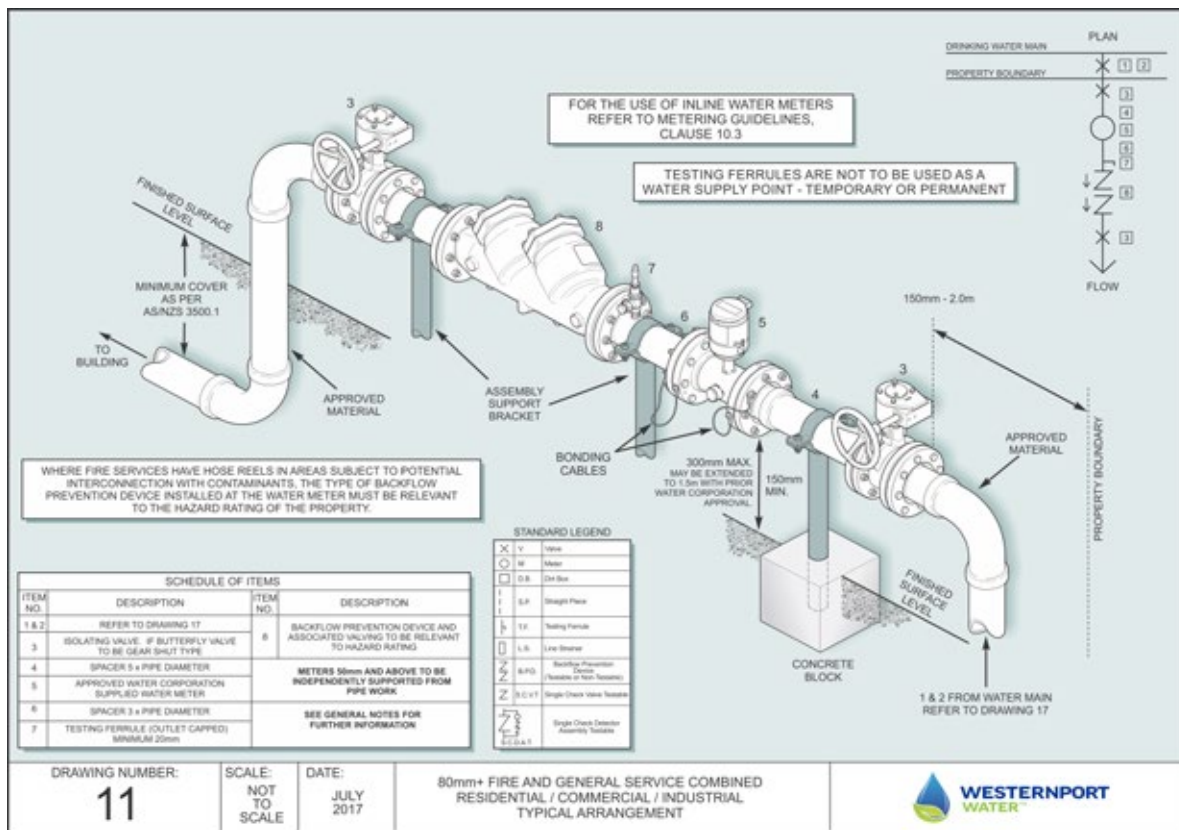 PLAN
DRINKING WATER MAIN
1 2
PROPERTY BOUNDARY
3
4
5
6
7
8
3
FLOW
FOR THE USE OF INLINE WATER METERS
REFER TO METERING GUIDELINES,
CLAUSE 10.3
TESTING FERRULES ARE NOT TO BE USED AS A
WATER SUPPLY POINT - TEMPORARY OR PERMANENT
3
FINISHED SURFACE
LEVEL
MINIMUM COVER
AS PER
AS/NZS 3500.1
TO
BUILDING
APPROVED
MATERIAL
8
7
6
5
4
3
ASSEMBLY
SUPPORT
BRACKET
BONDING
CABLES
150mm - 2.0m
APPROVED
MATERIAL
PROPERTY BOUNDARY
300mm MAX.
MAY BE EXTENDED
TO 1.5m WITH PRIOR
WATER CORPORATION
APPROVAL.
150mm
MIN.
FINISHED
SURFACE
LEVEL
CONCRETE
BLOCK
1 & 2 FROM WATER MAIN
REFER TO DRAWING 17
WHERE FIRE SERVICES HAVE HOSE REELS IN AREAS SUBJECT TO POTENTIAL
INTERCONNECTION WITH CONTAMINANTS, THE TYPE OF BACKFLOW
PREVENTION DEVICE INSTALLED AT THE WATER METER MUST BE RELEVANT
TO THE HAZARD RATING OF THE PROPERTY.
SCHEDULE OF ITEMS
ITEM NO. DESCRIPTION ITEM NO. DESCRIPTION
1 & 2 REFER TO DRAWING 17
3 ISOLATING VALVE. IF BUTTERFLY VALVE
TO BE GEAR SHUT TYPE
4 SPACER 5 x PIPE DIAMETER
5 APPROVED WATER CORPORATION
SUPPLIED WATER METER
6 SPACER 3 x PIPE DIAMETER
7 TESTING FERRULE (OUTLET CAPPED)
MINIMUM 20mm
8 BACKFLOW PREVENTION DEVICE AND
ASSOCIATED VALVING TO BE RELEVANT
TO HAZARD RATING
METERS 50mm AND ABOVE TO BE
INDEPENDENTLY SUPPORTED FROM
PIPE WORK
SEE GENERAL NOTES FOR
FURTHER INFORMATION
STANDARD LEGEND
V Valve
M Meter
D.B. Dirt Box
S.P. Straight Piece
T.F. Testing Ferrule
L.S. Line Strainer
B.P.D. Backflow Prevention
Device
(Testable or Non-Testable)
S.C.V.T Single Check Valve Testable
S.C.D.A.T. Single Check Detector
Assembly Testable
DRAWING NUMBER:
11
SCALE:
NOT
TO
SCALE
DATE:
JULY
2017
80mm+ FIRE AND GENERAL SERVICE COMBINED
RESIDENTIAL / COMMERCIAL / INDUSTRIAL
TYPICAL ARRANGEMENT
WESTERNPORT
WATER™